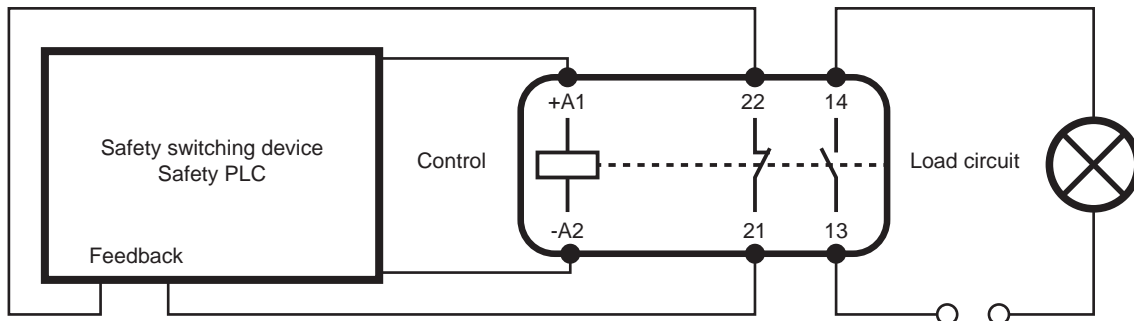 +A1
22
14
Safety switching device
Safety PLC
Control
Load circuit
-A2
21
13
Feedback